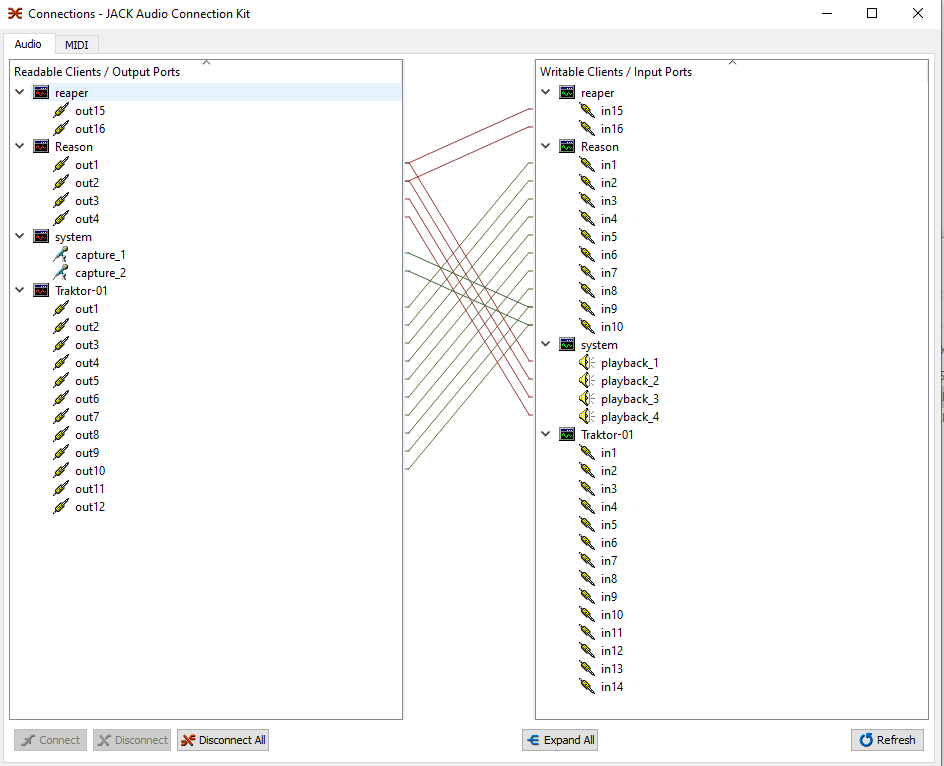 Connections - JACK Audio Connection Kit
Audio MIDI
Readable Clients / Output Ports
reaper
out15
out16
Reason
out1
out2
out3
out4
system
capture_1
capture_2
Traktor-01
out1
out2
out3
out4
out5
out6
out7
out8
out9
out10
out11
out12
Writable Clients / Input Ports
reaper
in15
in16
Reason
in1
in2
in3
in4
in5
in6
in7
in8
in9
in10
system
playback_1
playback_2
playback_3
playback_4
Traktor-01
in1
in2
in3
in4
in5
in6
in7
in8
in9
in10
in11
in12
in13
in14
Connect Disconnect Disconnect All Expand All Refresh